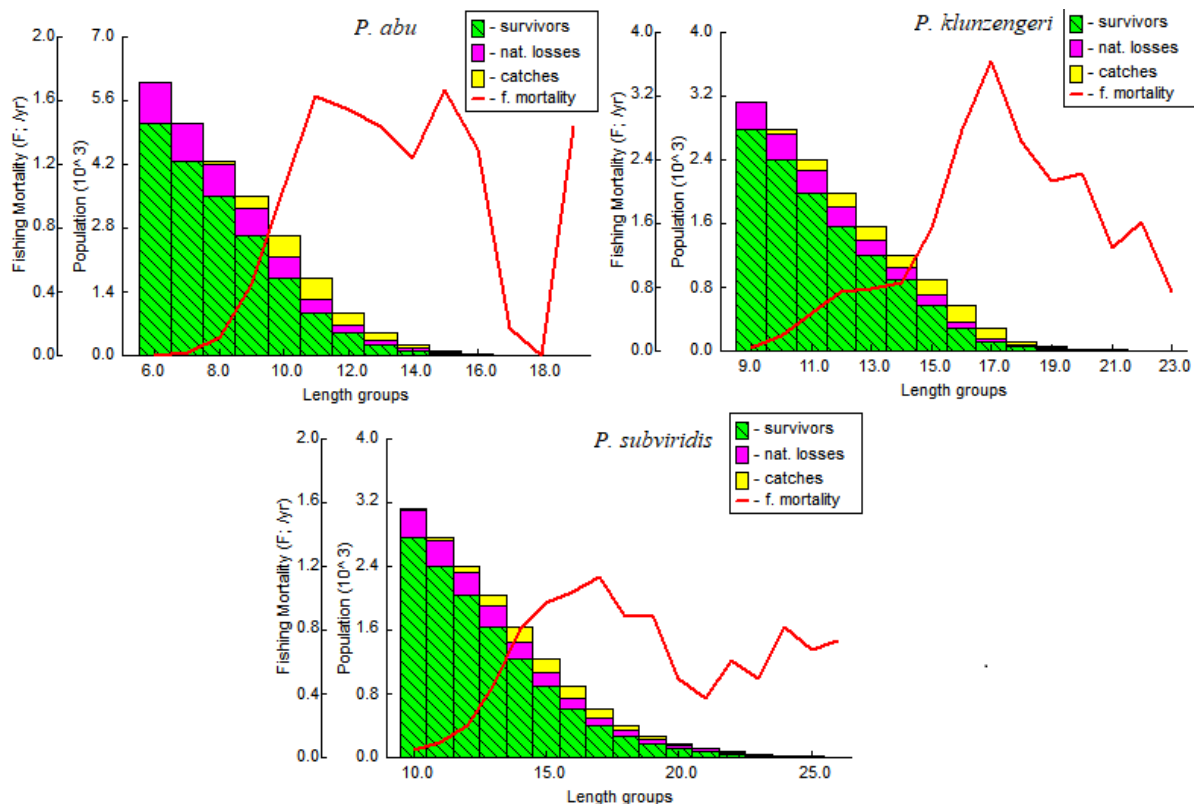 P. abu
- survivors
- nat. losses
- catches
- f. mortality
Fishing Mortality (F; /yr)
2.0
1.6
1.2
0.8
0.4
0.0
Population (10^ 3)
7.0
5.6
4.2
2.8
1.4
0.0
6.0 8.0 10.0 12.0 14.0 16.0 18.0
Length groups
P. klunzengeri
- survivors
- nat. losses
- catches
- f. mortality
Fishing Mortality (F; /yr)
4.0
3.2
2.4
1.6
0.8
0.0
Population (10^ 3)
4.0
3.2
2.4
1.6
0.8
0.0
9.0 11.0 13.0 15.0 17.0 19.0 21.0 23.0
Length groups
P. subviridis
- survivors
- nat. losses
- catches
- f. mortality
Fishing Mortality (F; /yr)
2.0
1.6
1.2
0.8
0.4
0.0
Population (10^ 3)
4.0
3.2
2.4
1.6
0.8
0.0
10.0 15.0 20.0 25.0
Length groups